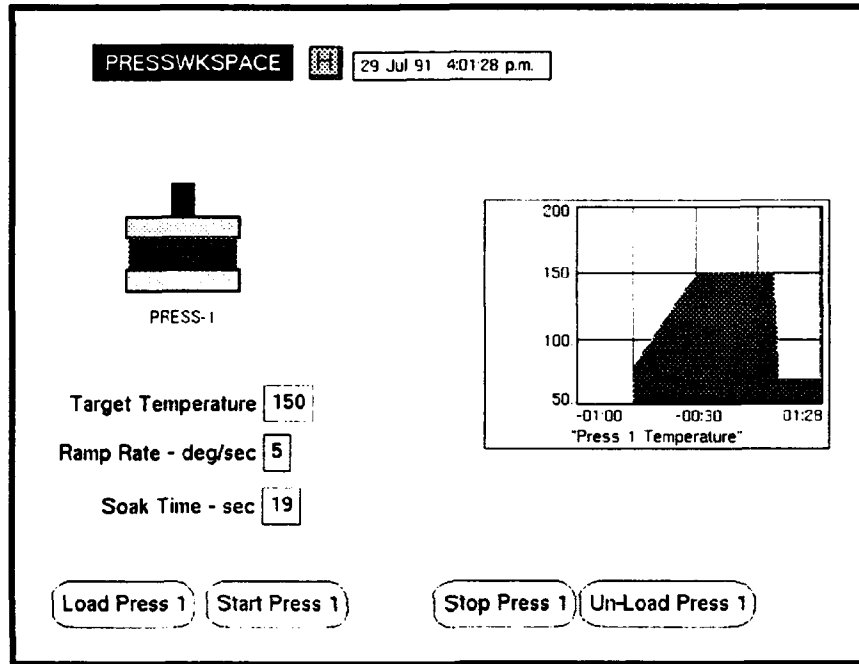 PRESSWKSPACE
H
29 Jul 91 4:01:28 p.m.
PRESS-1
200.
150.
100.
50.
-01:00 -00:30 01:28
"Press 1 Temperature"
Target Temperature 150
Ramp Rate - deg/sec 5
Soak Time - sec 19
Load Press 1 Start Press 1 Stop Press 1 Un-Load Press 1